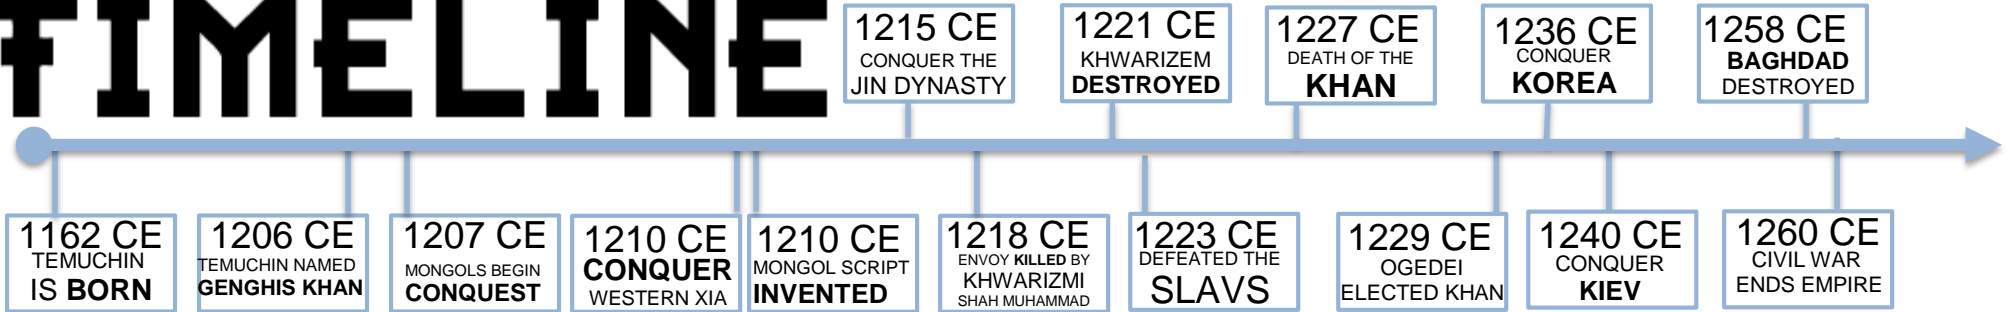 TIMELINE
1215 CE
CONQUER THE
JIN DYNASTY
1221 CE
KHWARIZEM
DESTROYED
1227 CE
DEATH OF THE
KHAN
1236 CE
CONQUER
KOREA
1258 CE
BAGHDAD
DESTROYED
1162 CE
TEMUCHIN
IS BORN
1206 CE
TEMUCHIN NAMED
GENGHIS KHAN
1207 CE
MONGOLS BEGIN
CONQUEST
1210 CE
CONQUER
WESTERN XIA
1210 CE
MONGOL SCRIPT
INVENTED
1218 CE
ENVOY KILLED BY
KHWARIZMI
SHAH MUHAMMAD
1223 CE
DEFEATED THE
SLAVS
1229 CE
OGEDEI
ELECTED KHAN
1240 CE
CONQUER
KIEV
1260 CE
CIVIL WAR
ENDS EMPIRE